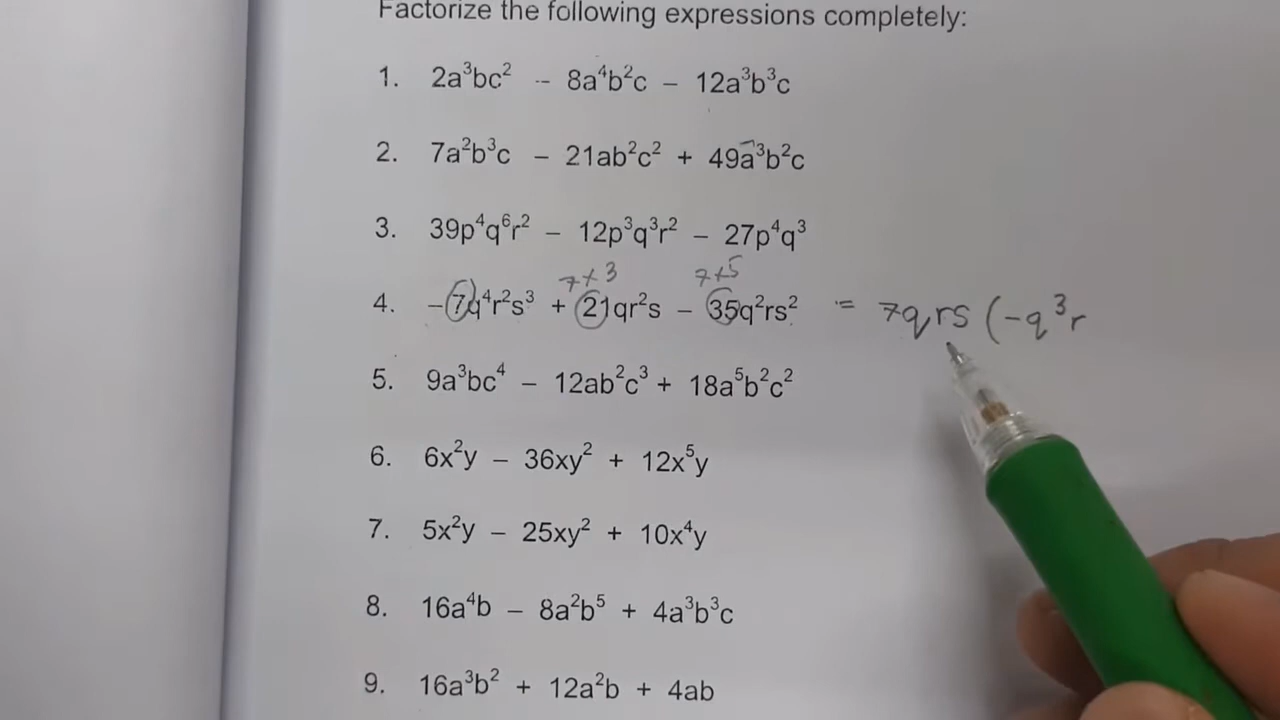 Factorize the following expressions completely:
1. 2a³bc² - 8a⁴b²c – 12a³b³c
2. 7a²b³c – 21ab²c² + 49a³b²c
3. 39p⁴q⁶r² – 12p³q³r² – 27p⁴q³
7×3 7×5
4. –7q⁴r²s³ + 21qr²s – 35q²rs² = 7qrs (-q³r
5. 9a³bc⁴ – 12ab²c³ + 18a⁵b²c²
6. 6x²y – 36xy² + 12x⁵y
7. 5x²y – 25xy² + 10x⁴y
8. 16a⁴b – 8a²b⁵ + 4a³b³c
9. 16a³b² + 12a²b + 4ab